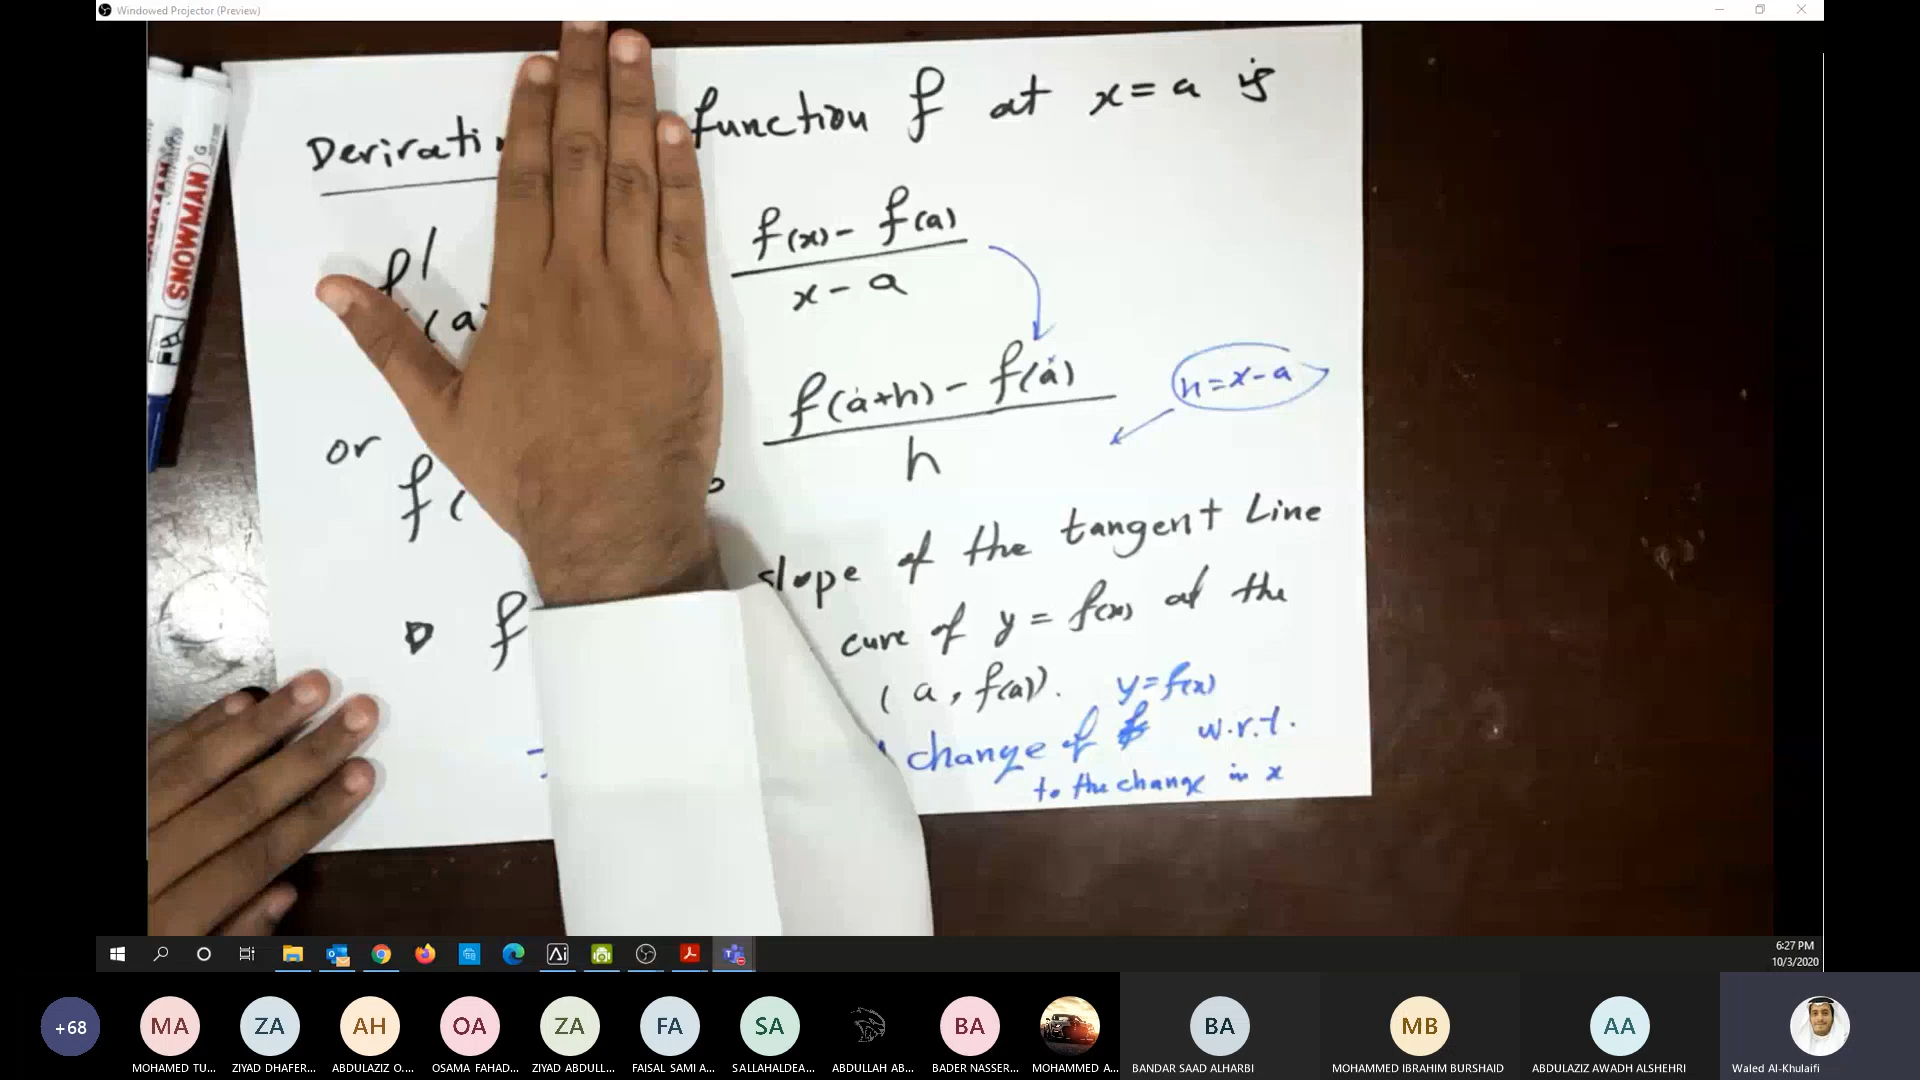 Windowed Projector (Preview)
function f at x = a is
f(x) - f(a)
x - a
SNOWMAN
(a)
f(a+h) - f(a)
h
h = x - a
or
f(
slope of the tangent Line
f
curve of y = f(x) at the
(a, f(a)).
y = f(x)
change of f w.r.t.
to the change in x
6:27 PM
10/3/2020
+68
MA
ZA
AH
OA
ZA
FA
SA
BA
BA
MB
AA
MOHAMED TU...
ZIYAD DHAFER...
ABDULAZIZ O....
OSAMA FAHAD...
ZIYAD ABDULL...
FAISAL SAMI A...
SALLAHALDEA...
ABDULLAH AB...
BADER NASSER...
MOHAMMED A...
BANDAR SAAD ALHARBI
MOHAMMED IBRAHIM BURSHAID
ABDULAZIZ AWADH ALSHEHRI
Waled Al-Khulaifi